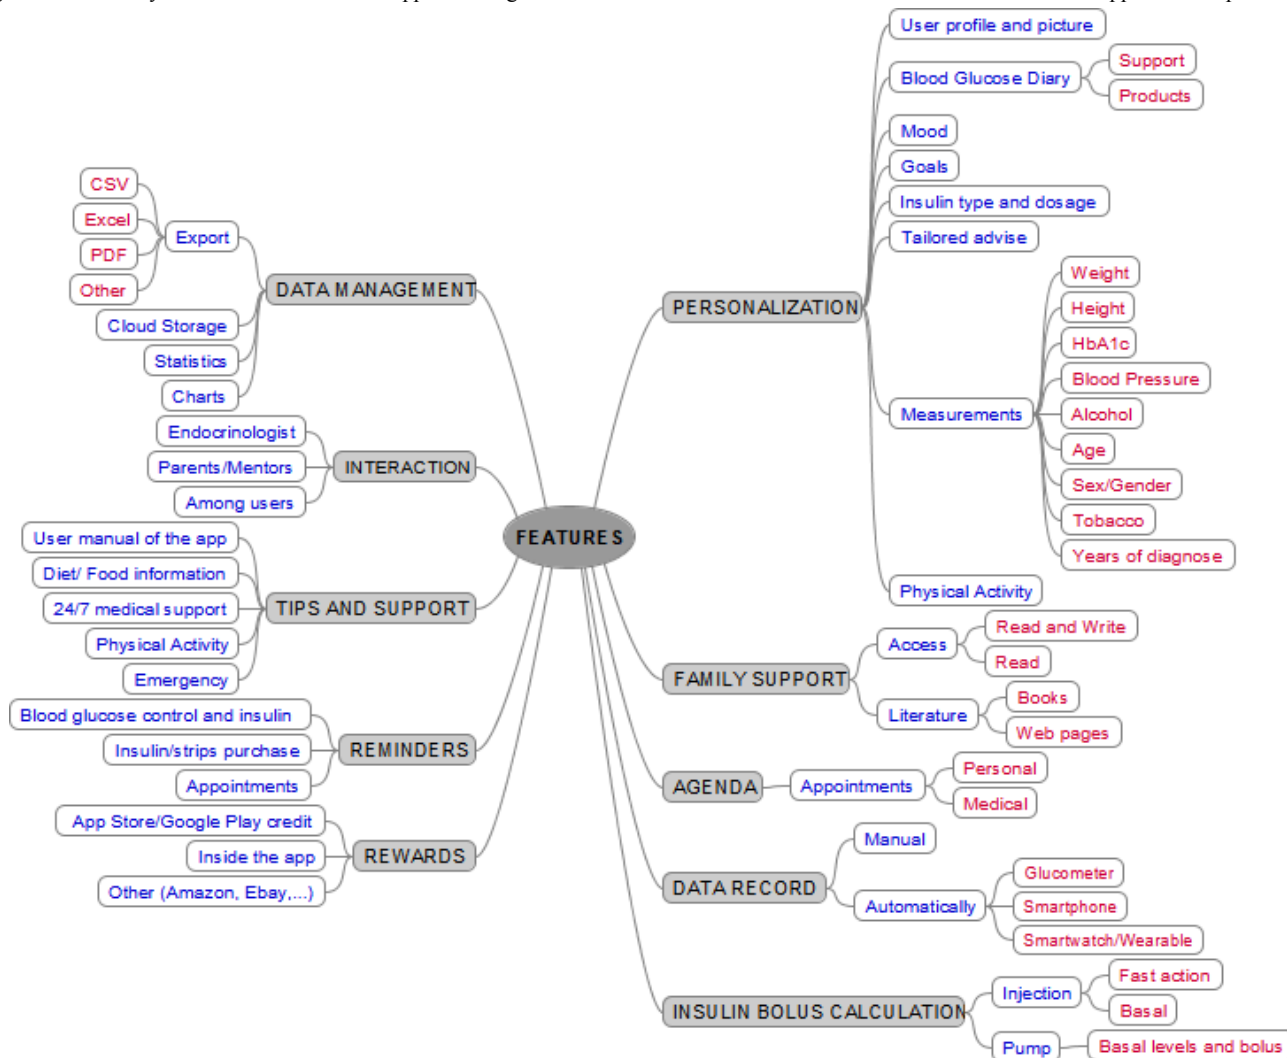 User profile and picture
Blood Glucose Diary
Support
Products
Mood
Goals
Insulin type and dosage
Tailored advise
PERSONALIZATION
Measurements
Weight
Height
HbA1c
Blood Pressure
Alcohol
Age
Sex/Gender
Tobacco
Years of diagnose
Physical Activity
CSV
Excel
PDF
Other
Export
DATA MANAGEMENT
Cloud Storage
Statistics
Charts
Endocrinologist
Parents/Mentors
Among users
INTERACTION
FEATURES
User manual of the app
Diet/ Food information
24/7 medical support
Physical Activity
Emergency
TIPS AND SUPPORT
Blood glucose control and insulin
Insulin/strips purchase
Appointments
REMINDERS
App Store/Google Play credit
Inside the app
Other (Amazon, Ebay,...)
REWARDS
FAMILY SUPPORT
Access
Read and Write
Read
Literature
Books
Web pages
AGENDA
Appointments
Personal
Medical
DATA RECORD
Manual
Automatically
Glucometer
Smartphone
Smartwatch/Wearable
INSULIN BOLUS CALCULATION
Injection
Fast action
Basal
Pump
Basal levels and bolus